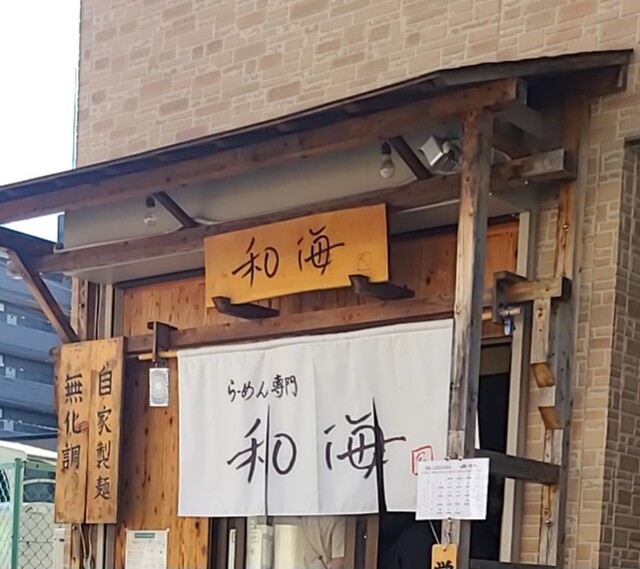 和海
らーめん専門
和海
自家製麺
無化調